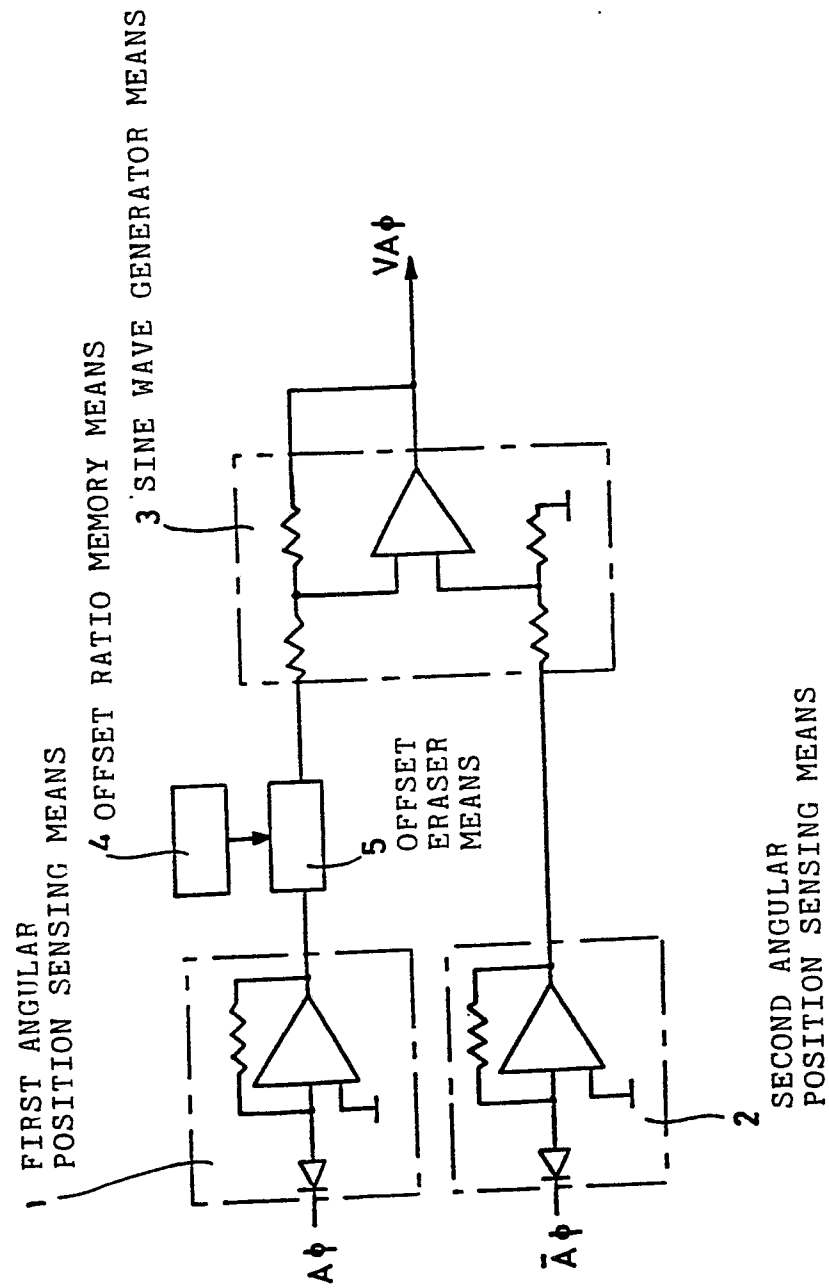 1 FIRST ANGULAR
POSITION SENSING MEANS
4 OFFSET RATIO MEMORY MEANS
3 SINE WAVE GENERATOR MEANS
5
OFFSET
ERASER
MEANS
VAϕ
Aϕ
Āϕ
2
SECOND ANGULAR
POSITION SENSING MEANS